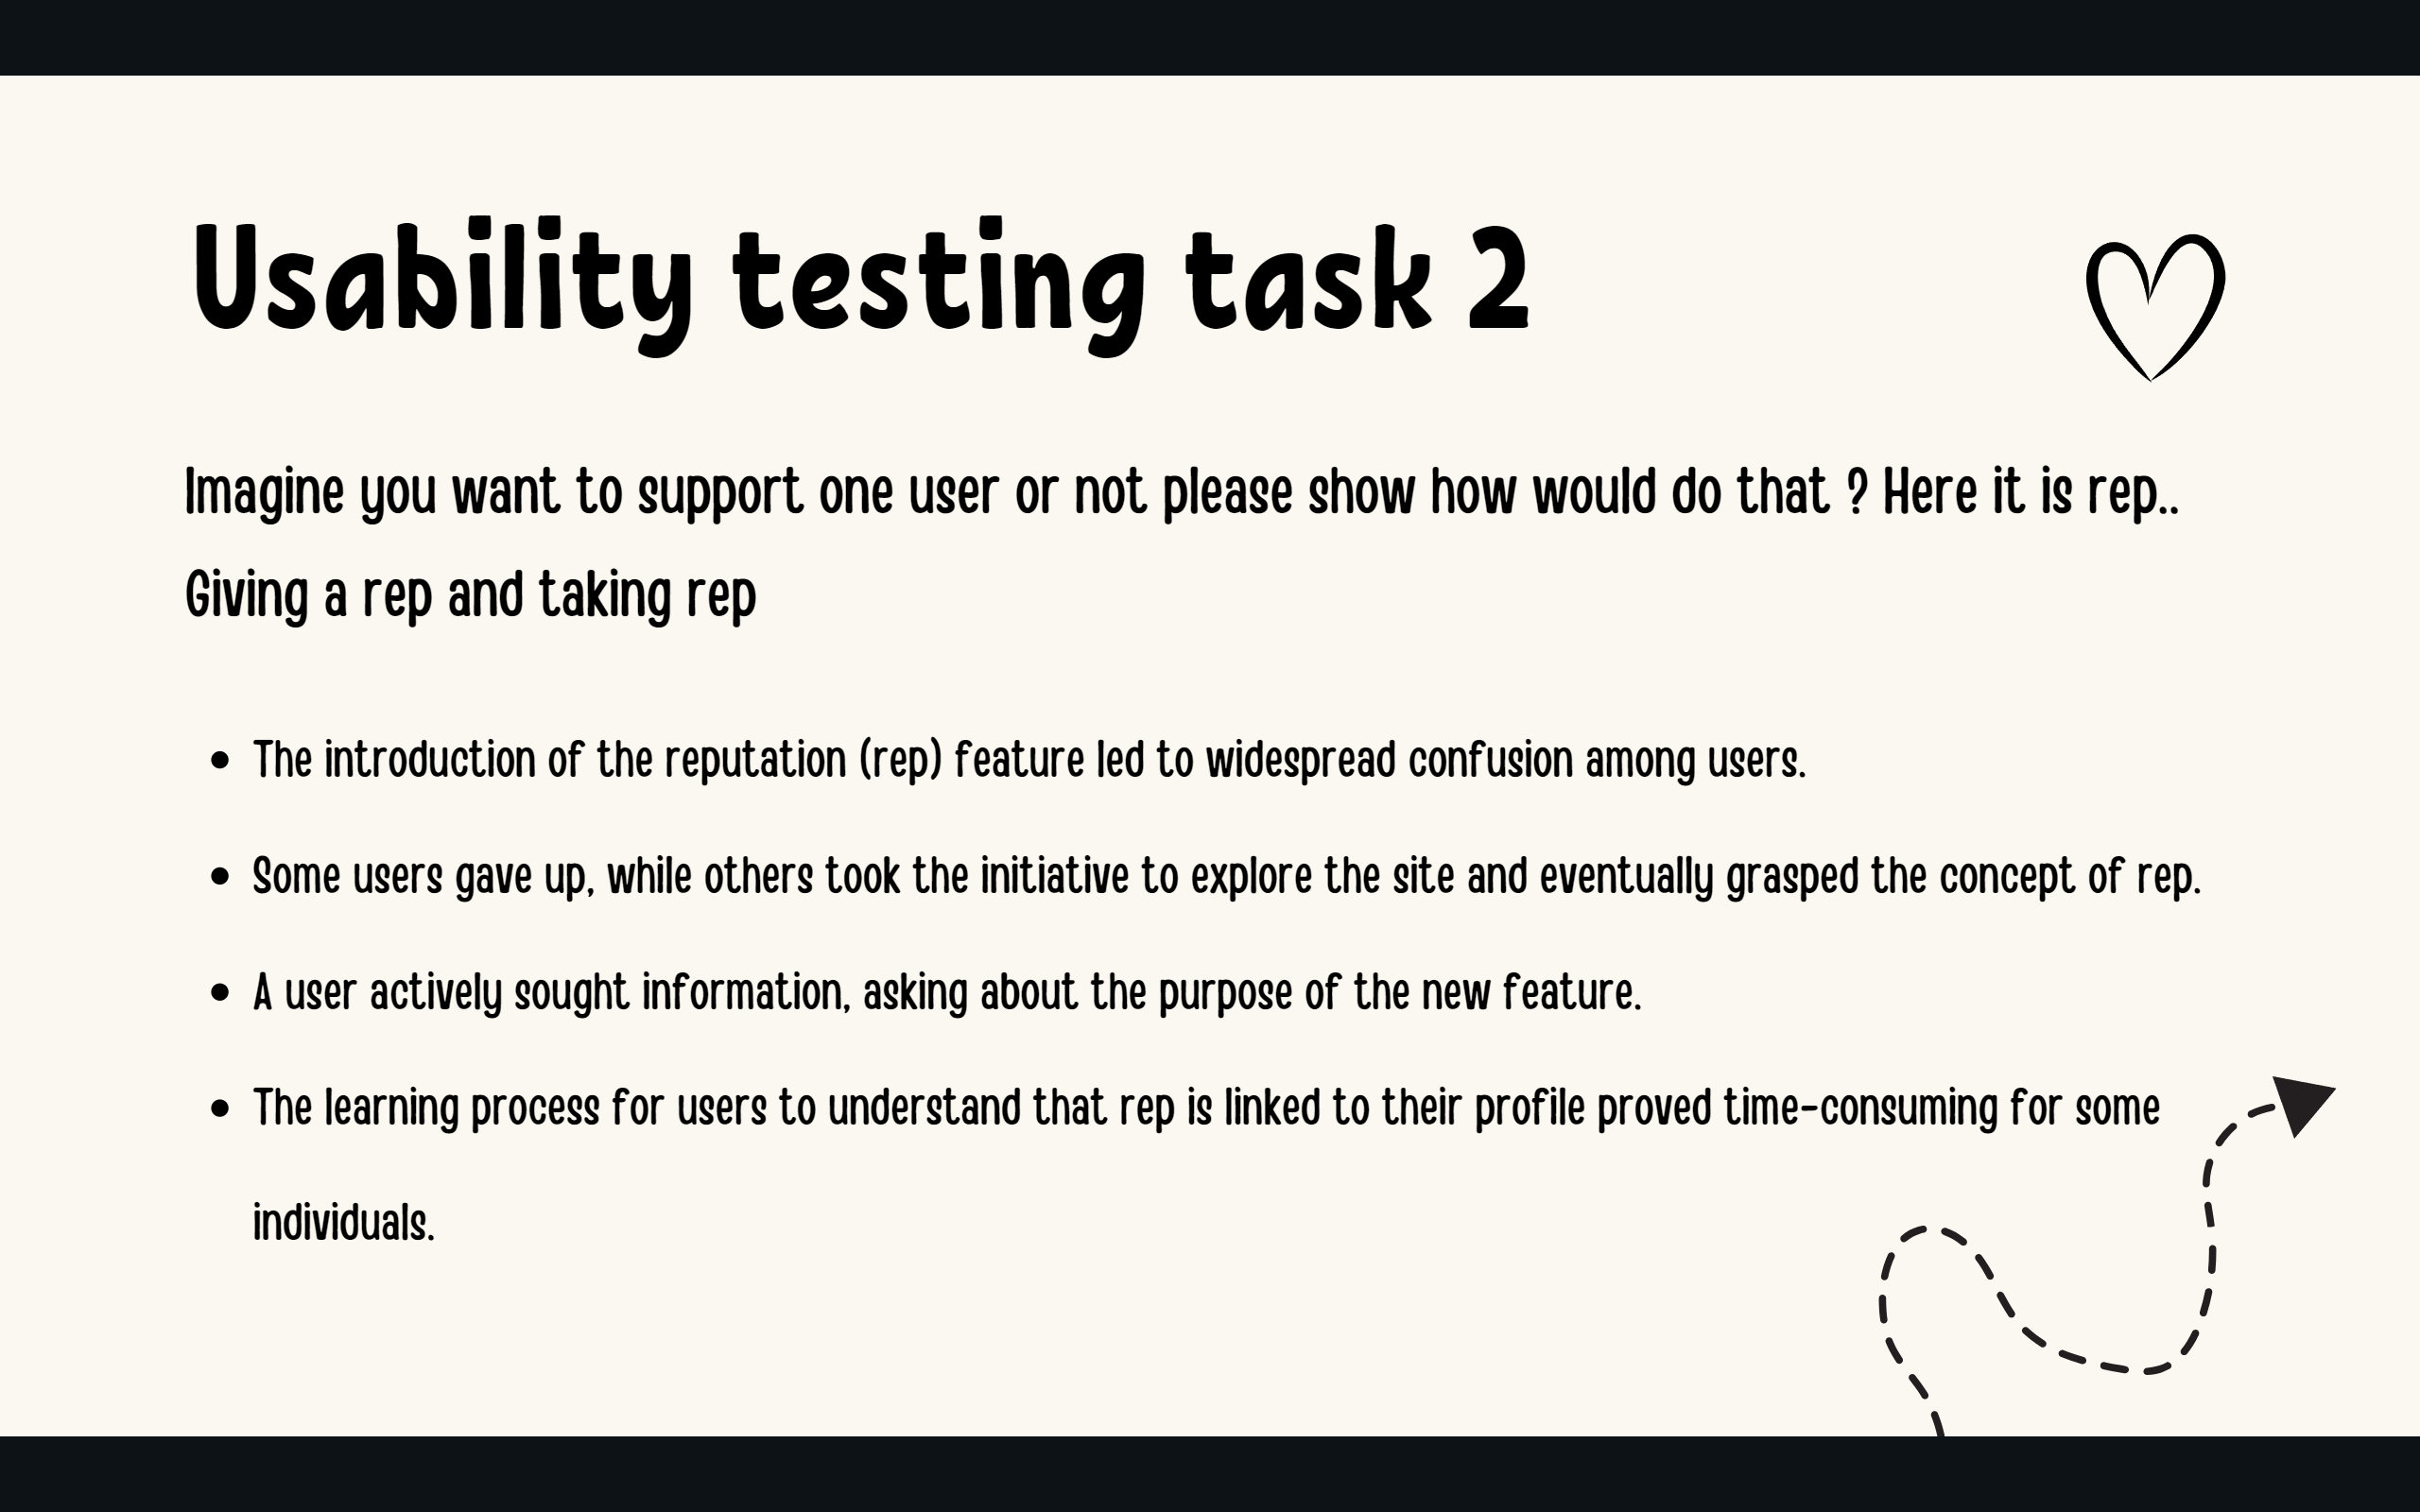 Usability testing task 2
Imagine you want to support one user or not please show how would do that ? Here it is rep..
Giving a rep and taking rep
• The introduction of the reputation (rep) feature led to widespread confusion among users.
• Some users gave up, while others took the initiative to explore the site and eventually grasped the concept of rep.
• A user actively sought information, asking about the purpose of the new feature.
• The learning process for users to understand that rep is linked to their profile proved time-consuming for some
individuals.